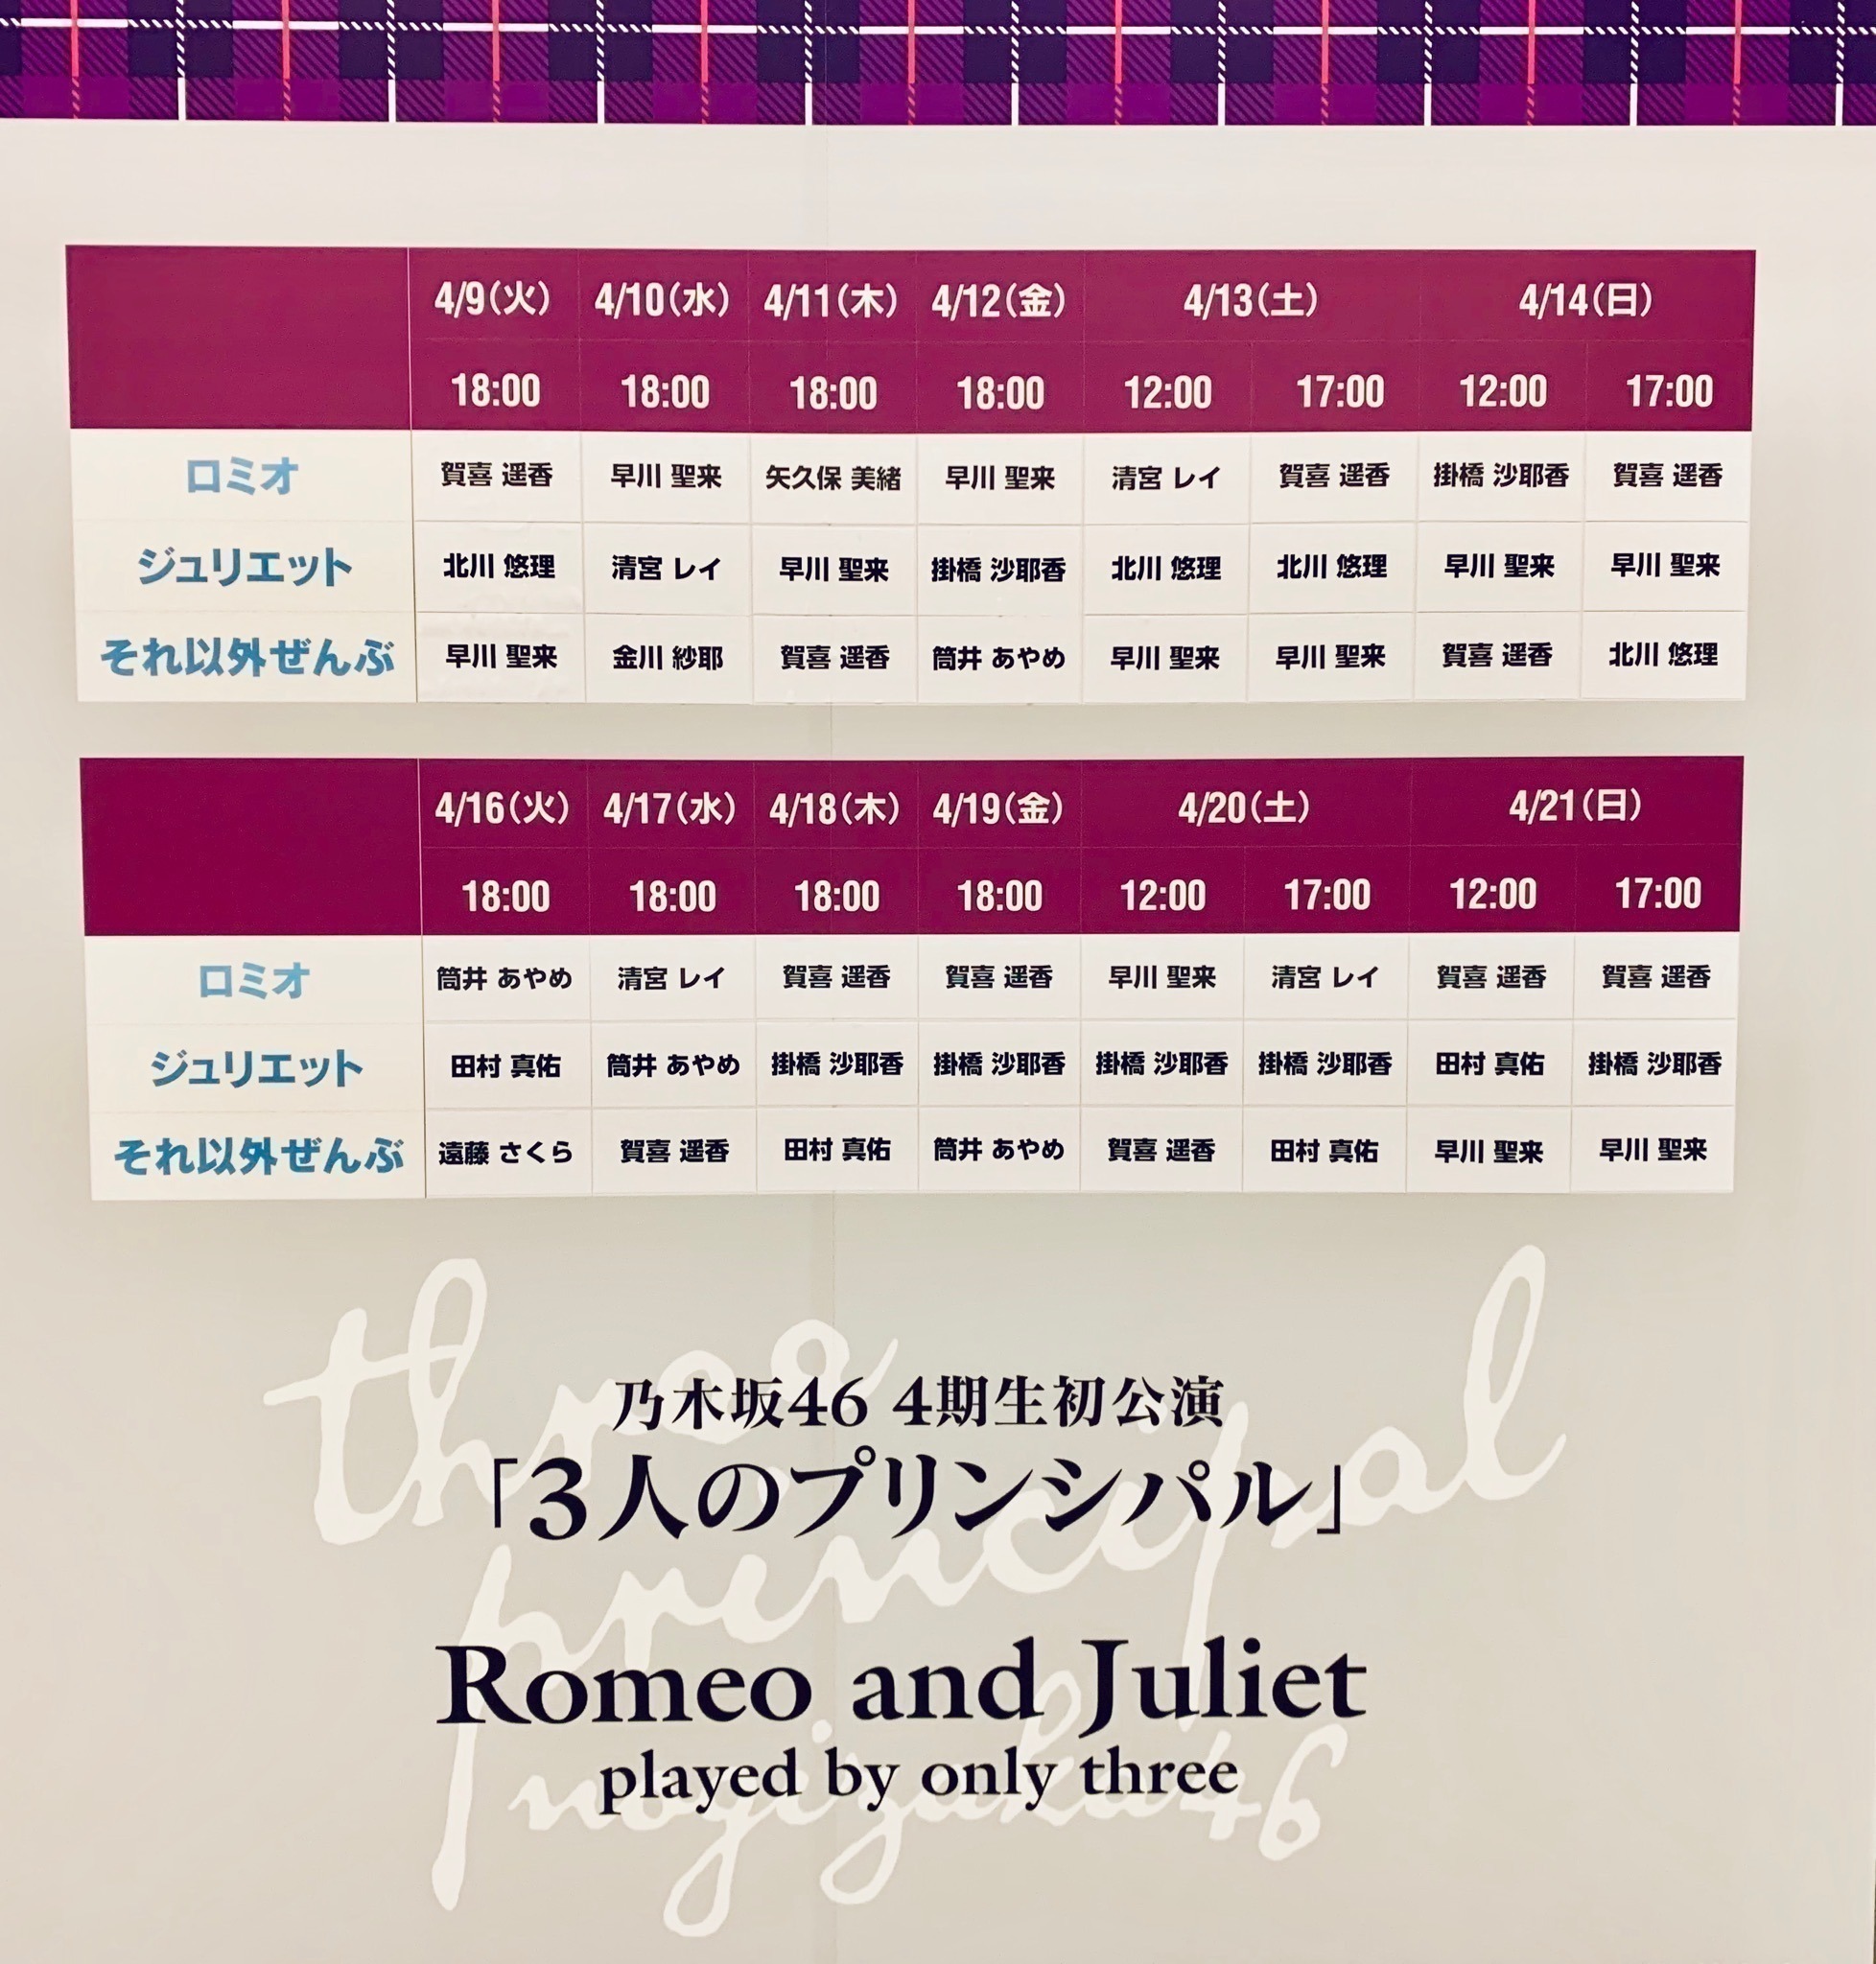 4/9(火) 4/10(水) 4/11(木) 4/12(金) 4/13(土) 4/14(日)
18:00 18:00 18:00 18:00 12:00 17:00 12:00 17:00
ロミオ 賀喜 遥香 早川 聖来 矢久保 美緒 早川 聖来 清宮 レイ 賀喜 遥香 掛橋 沙耶香 賀喜 遥香
ジュリエット 北川 悠理 清宮 レイ 早川 聖来 掛橋 沙耶香 北川 悠理 北川 悠理 早川 聖来 早川 聖来
それ以外ぜんぶ 早川 聖来 金川 紗耶 賀喜 遥香 筒井 あやめ 早川 聖来 早川 聖来 賀喜 遥香 北川 悠理
4/16(火) 4/17(水) 4/18(木) 4/19(金) 4/20(土) 4/21(日)
18:00 18:00 18:00 18:00 12:00 17:00 12:00 17:00
ロミオ 筒井 あやめ 清宮 レイ 賀喜 遥香 賀喜 遥香 早川 聖来 清宮 レイ 賀喜 遥香 賀喜 遥香
ジュリエット 田村 真佑 筒井 あやめ 掛橋 沙耶香 掛橋 沙耶香 掛橋 沙耶香 掛橋 沙耶香 田村 真佑 掛橋 沙耶香
それ以外ぜんぶ 遠藤 さくら 賀喜 遥香 田村 真佑 筒井 あやめ 賀喜 遥香 田村 真佑 早川 聖来 早川 聖来
three
principal
nogizaka46
乃木坂46 4期生初公演
「3人のプリンシパル」
Romeo and Juliet
played by only three